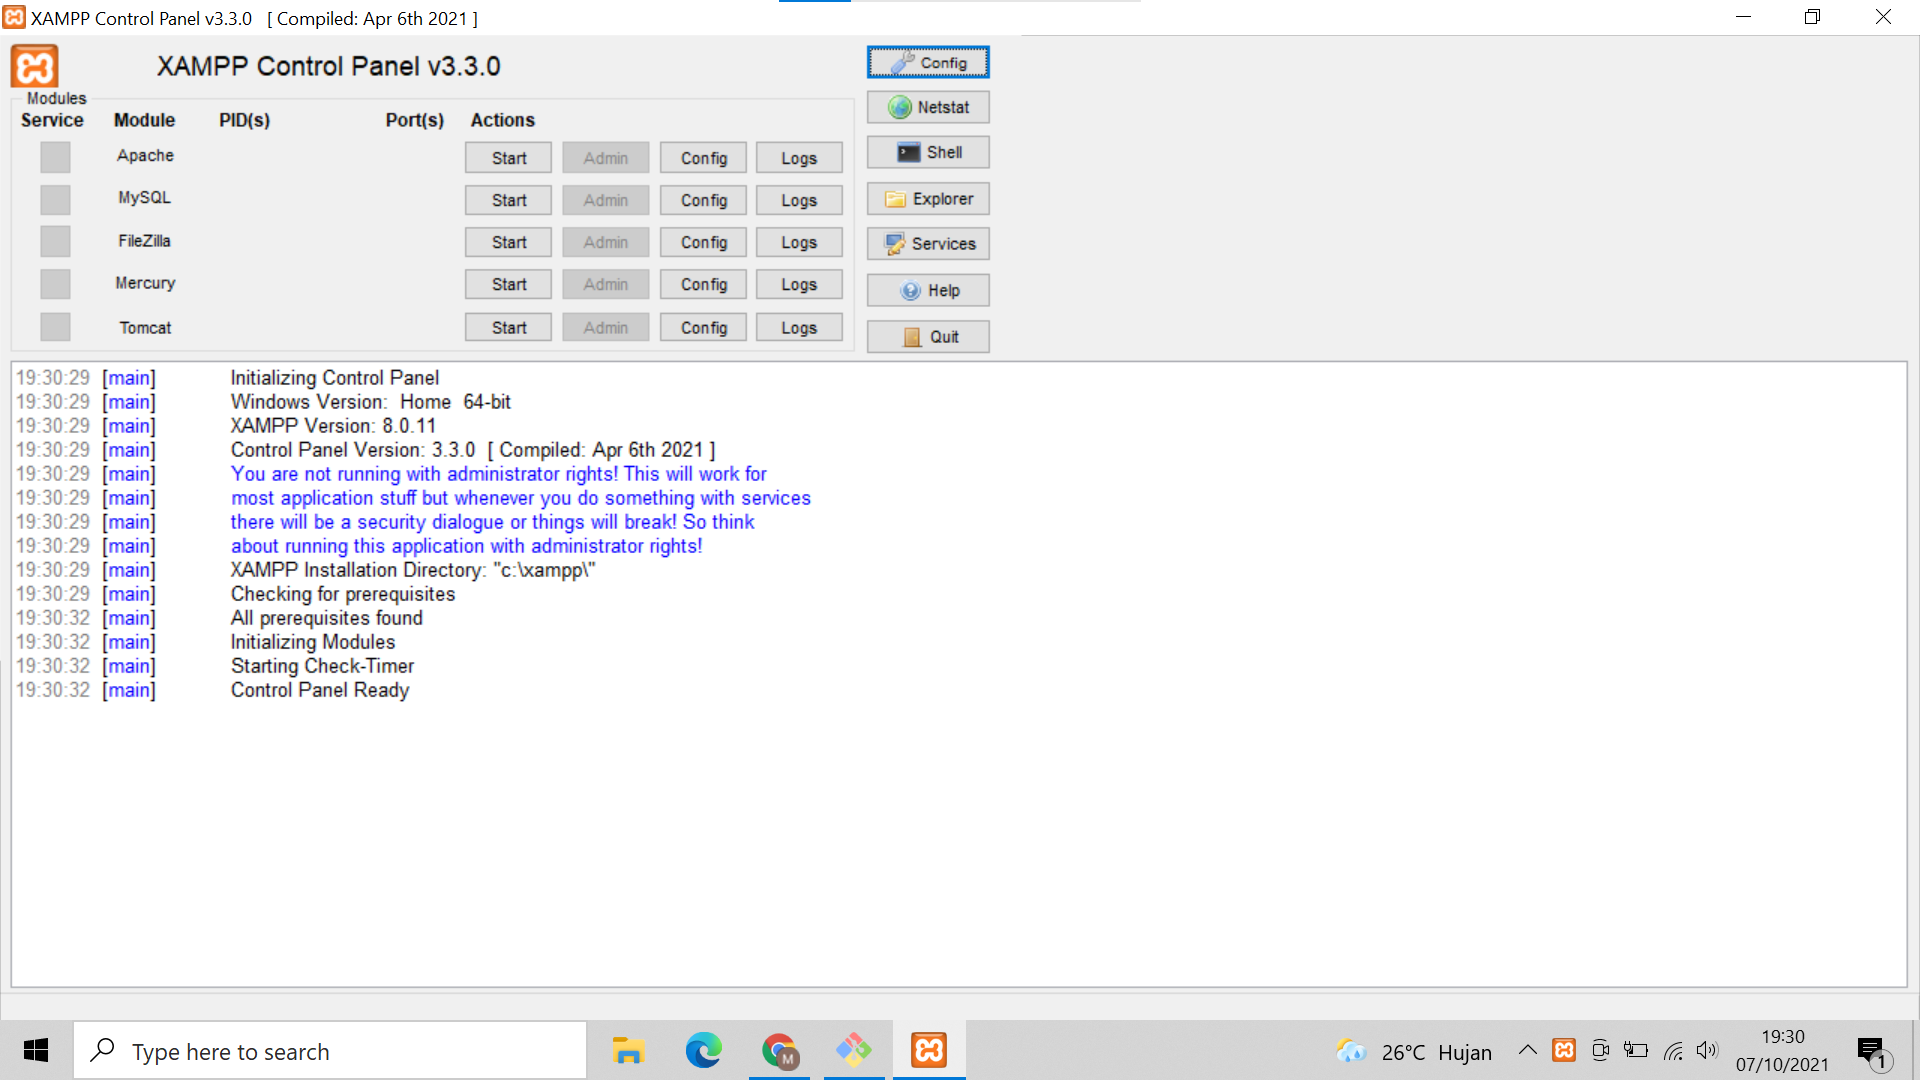 XAMPP Control Panel v3.3.0 [ Compiled: Apr 6th 2021 ]
XAMPP Control Panel v3.3.0
Config
Netstat
Shell
Explorer
Services
Help
Quit
Modules
Service Module PID(s) Port(s) Actions
Apache Start Admin Config Logs
MySQL Start Admin Config Logs
FileZilla Start Admin Config Logs
Mercury Start Admin Config Logs
Tomcat Start Admin Config Logs
19:30:29 [main] Initializing Control Panel
19:30:29 [main] Windows Version: Home 64-bit
19:30:29 [main] XAMPP Version: 8.0.11
19:30:29 [main] Control Panel Version: 3.3.0 [ Compiled: Apr 6th 2021 ]
19:30:29 [main] You are not running with administrator rights! This will work for
19:30:29 [main] most application stuff but whenever you do something with services
19:30:29 [main] there will be a security dialogue or things will break! So think
19:30:29 [main] about running this application with administrator rights!
19:30:29 [main] XAMPP Installation Directory: "c:\xampp\"
19:30:29 [main] Checking for prerequisites
19:30:32 [main] All prerequisites found
19:30:32 [main] Initializing Modules
19:30:32 [main] Starting Check-Timer
19:30:32 [main] Control Panel Ready
Type here to search
M
26°C Hujan
19:30
07/10/2021
1